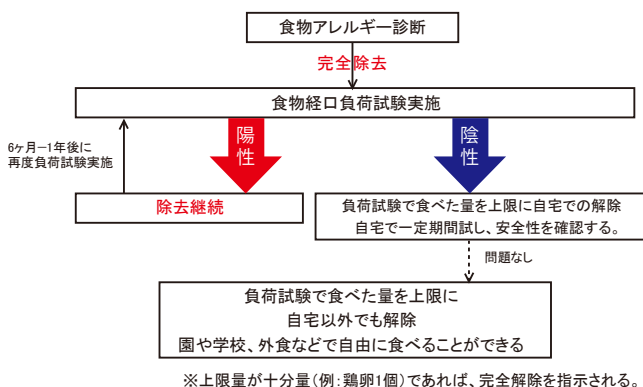 食物アレルギー診断
完全除去
食物経口負荷試験実施
陽性
陰性
6ヶ月ー1年後に
再度負荷試験実施
除去継続
負荷試験で食べた量を上限に自宅での解除
自宅で一定期間試し、安全性を確認する。
問題なし
負荷試験で食べた量を上限に
自宅以外でも解除
園や学校、外食などで自由に食べることができる
※上限量が十分量(例:鶏卵1個)であれば、完全解除を指示される。